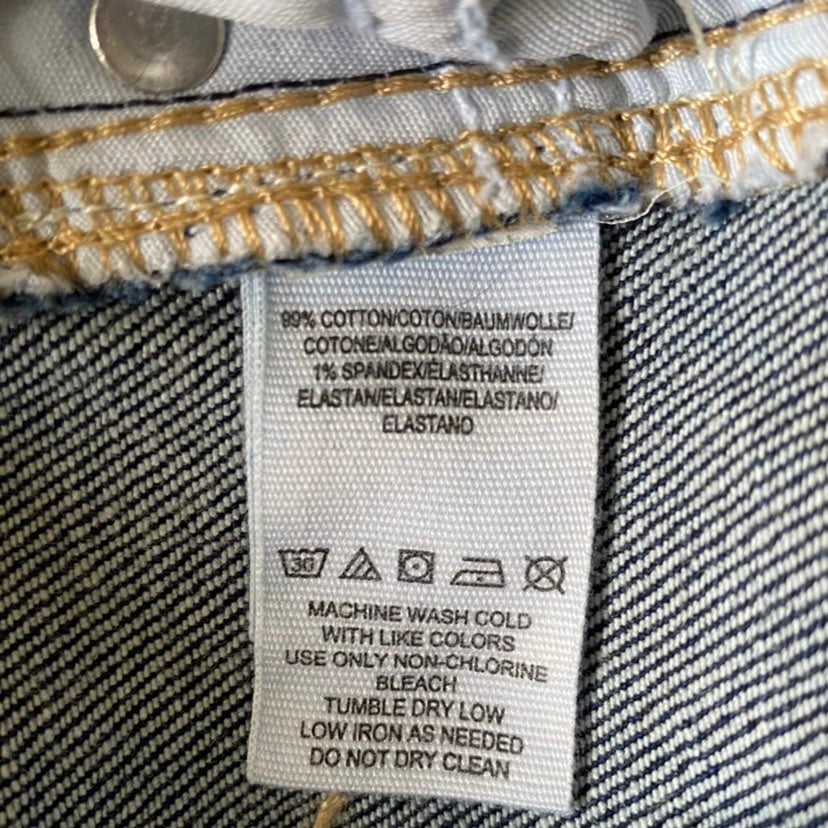 99% COTTON/COTON/BAUMWOLLE/
COTONE/ALGODÃO/ALGODÓN
1% SPANDEX/ÉLASTHANNE/
ELASTAN/ELASTAN/ELASTANO/
ELASTANO
30
MACHINE WASH COLD
WITH LIKE COLORS
USE ONLY NON-CHLORINE
BLEACH
TUMBLE DRY LOW
LOW IRON AS NEEDED
DO NOT DRY CLEAN